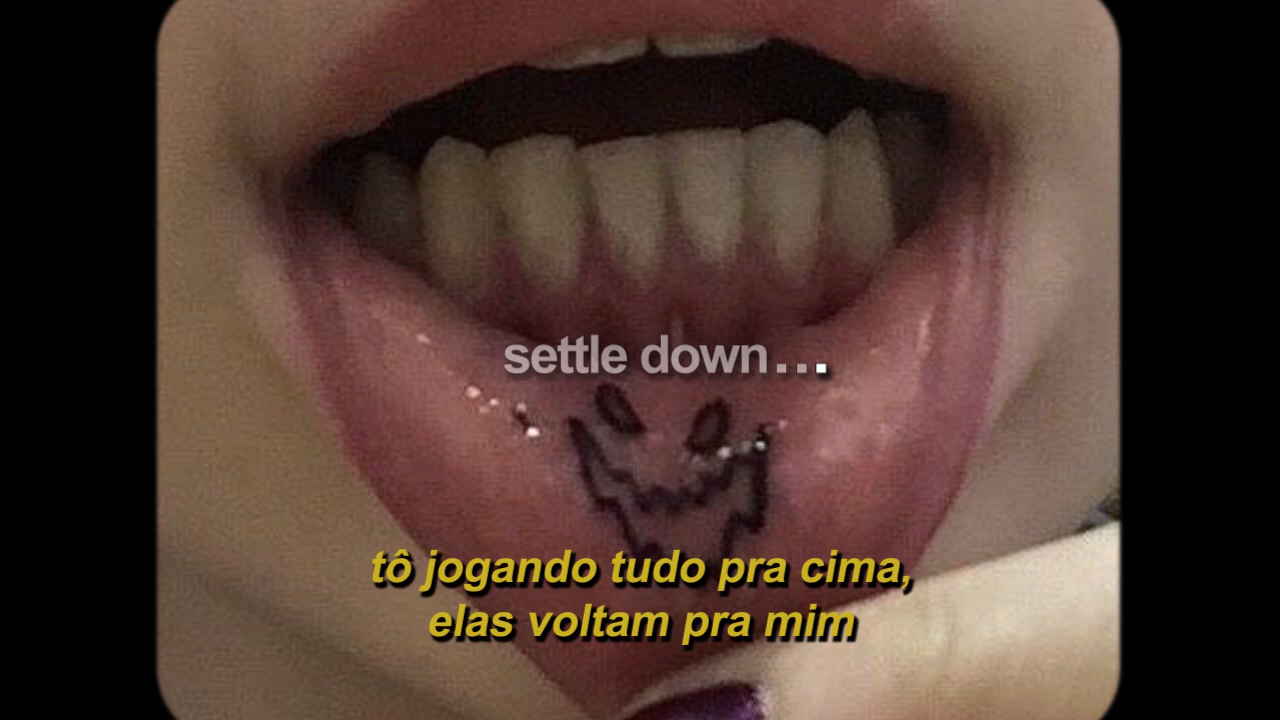 settle down...
tô jogando tudo pra cima,
elas voltam pra mim